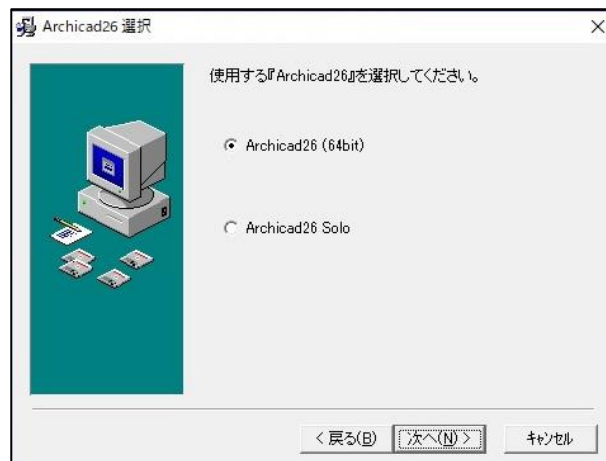 Archicad26 選択
使用する『Archicad26』を選択してください。
Archicad26 (64bit)
Archicad26 Solo
< 戻る(B)
次へ(N) >
キャンセル